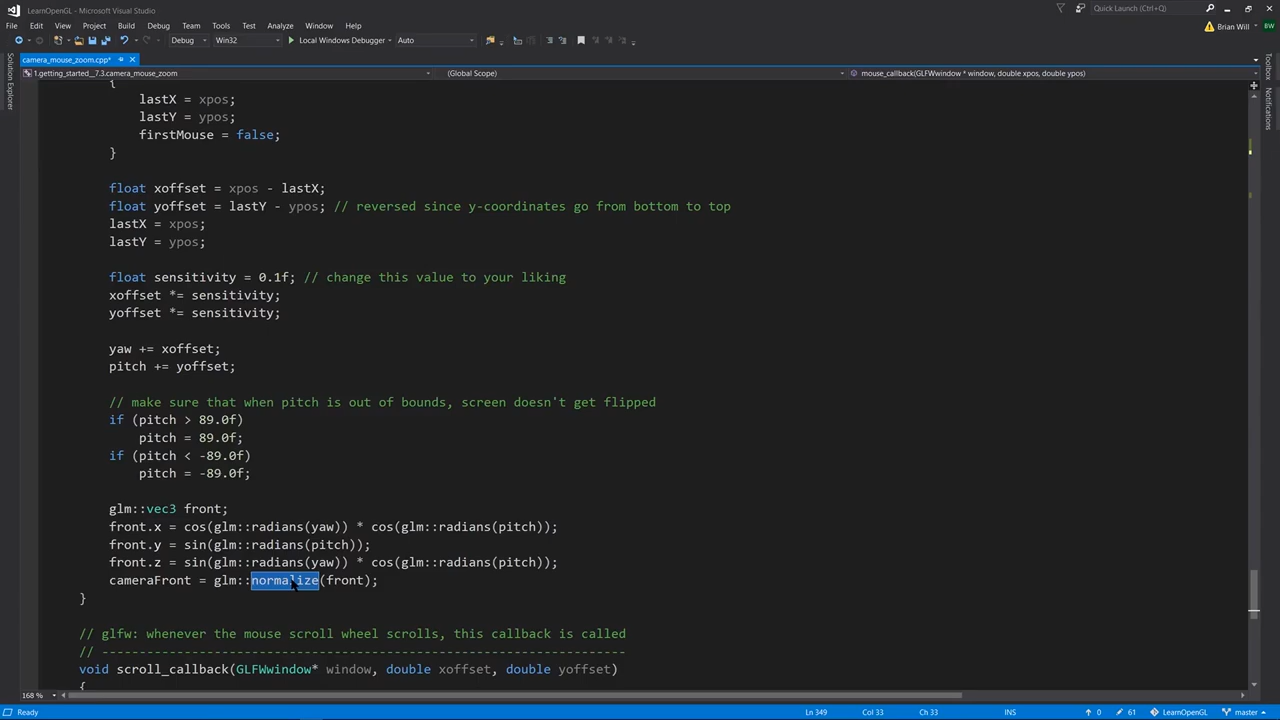 LearnOpenGL - Microsoft Visual Studio
Quick Launch (Ctrl+Q)
File Edit View Project Build Debug Team Tools Analyze Window Help
Brian Will BW
Debug Win32 Local Windows Debugger Auto
Solution Explorer
Toolbox
Notifications
camera_mouse_zoom.cpp*
1.getting_started__7.3.camera_mouse_zoom (Global Scope) mouse_callback(GLFWwindow * window, double xpos, double ypos)
{
lastX = xpos;
lastY = ypos;
firstMouse = false;
}
float xoffset = xpos - lastX;
float yoffset = lastY - ypos; // reversed since y-coordinates go from bottom to top
lastX = xpos;
lastY = ypos;
float sensitivity = 0.1f; // change this value to your liking
xoffset *= sensitivity;
yoffset *= sensitivity;
yaw += xoffset;
pitch += yoffset;
// make sure that when pitch is out of bounds, screen doesn't get flipped
if (pitch > 89.0f)
pitch = 89.0f;
if (pitch < -89.0f)
pitch = -89.0f;
glm::vec3 front;
front.x = cos(glm::radians(yaw)) * cos(glm::radians(pitch));
front.y = sin(glm::radians(pitch));
front.z = sin(glm::radians(yaw)) * cos(glm::radians(pitch));
cameraFront = glm::normalize(front);
}
// glfw: whenever the mouse scroll wheel scrolls, this callback is called
// ----------------------------------------------------------------------
void scroll_callback(GLFWwindow* window, double xoffset, double yoffset)
{
168 %
Ready Ln 349 Col 33 Ch 33 INS 0 61 LearnOpenGL master